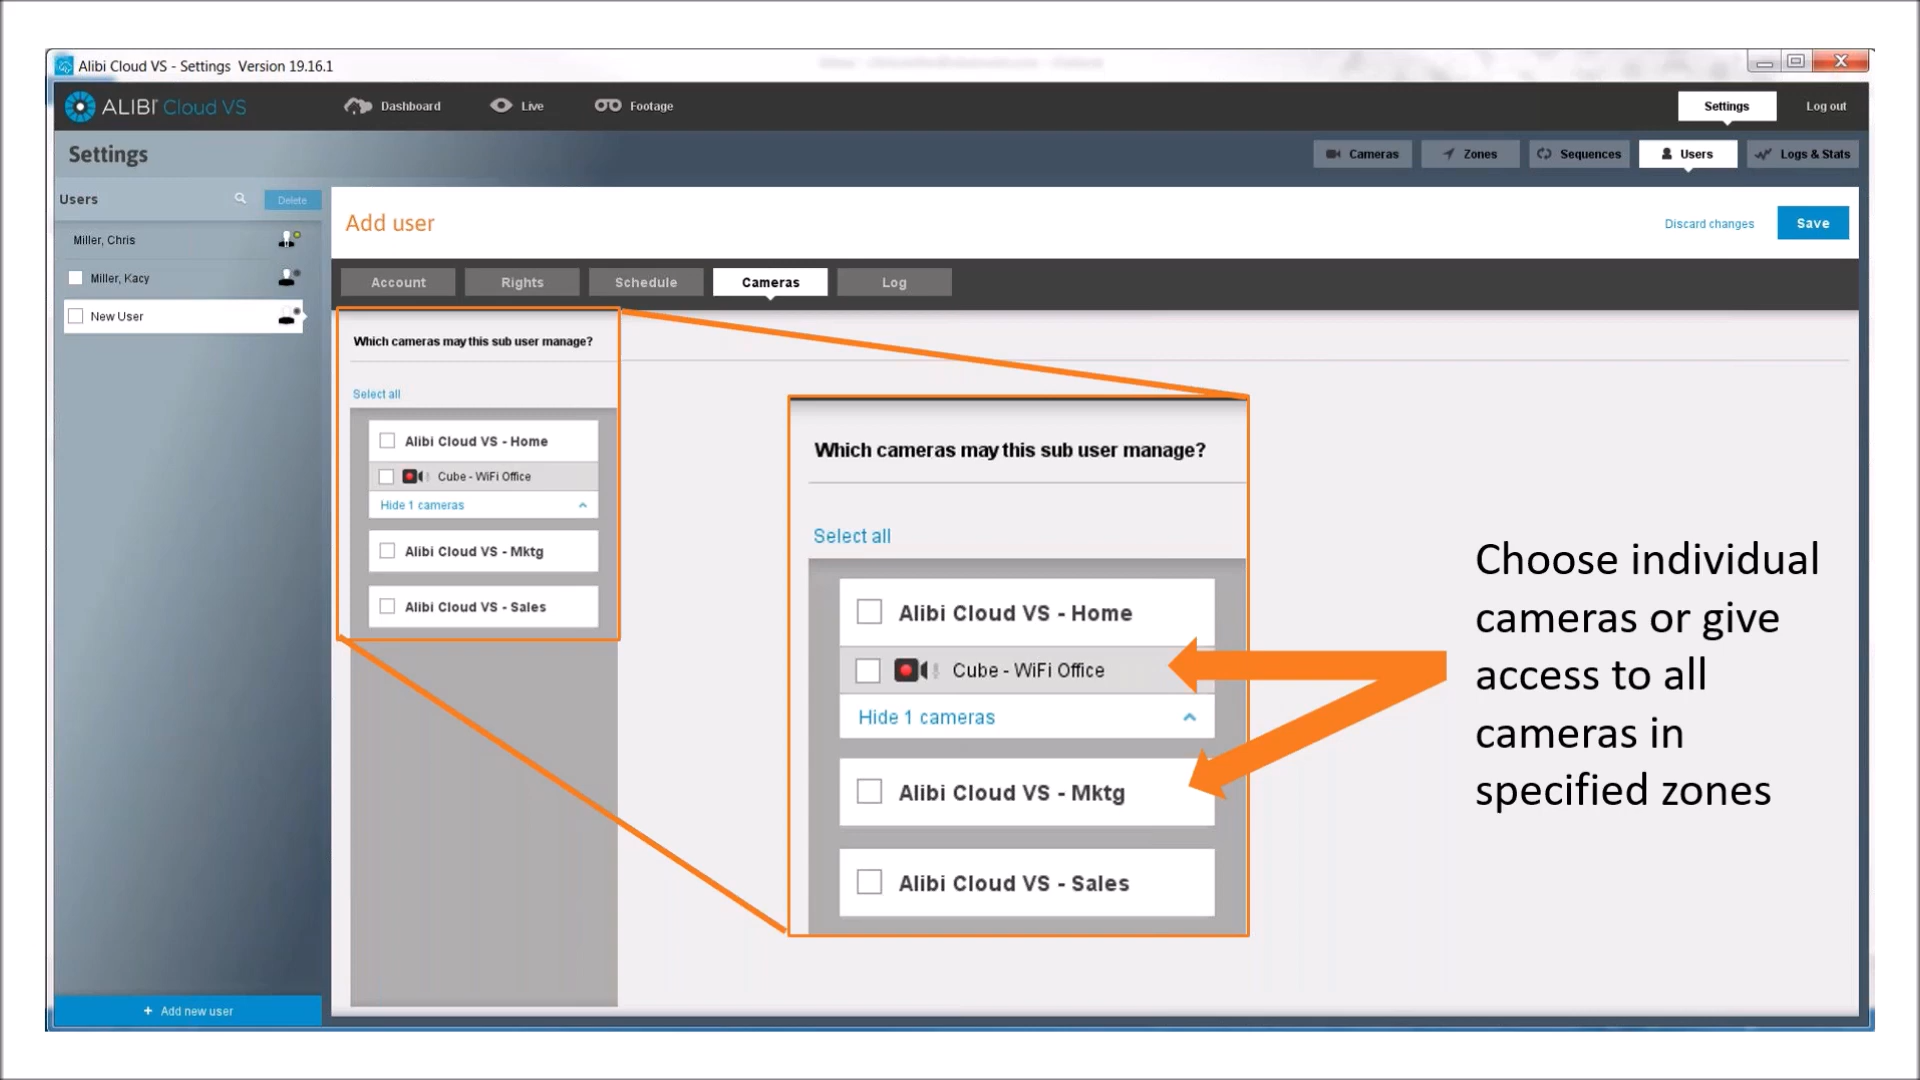 Alibi Cloud VS - Settings Version 19.16.1
ALIBI Cloud VS
Dashboard
Live
Footage
Settings
Log out
Settings
Cameras
Zones
Sequences
Users
Logs & Stats
Users
Delete
Miller, Chris
Miller, Kacy
New User
+ Add new user
Add user
Discard changes
Save
Account
Rights
Schedule
Cameras
Log
Which cameras may this sub user manage?
Select all
Alibi Cloud VS - Home
Cube - WiFi Office
Hide 1 cameras
Alibi Cloud VS - Mktg
Alibi Cloud VS - Sales
Which cameras may this sub user manage?
Select all
Alibi Cloud VS - Home
Cube - WiFi Office
Hide 1 cameras
Alibi Cloud VS - Mktg
Alibi Cloud VS - Sales
Choose individual
cameras or give
access to all
cameras in
specified zones